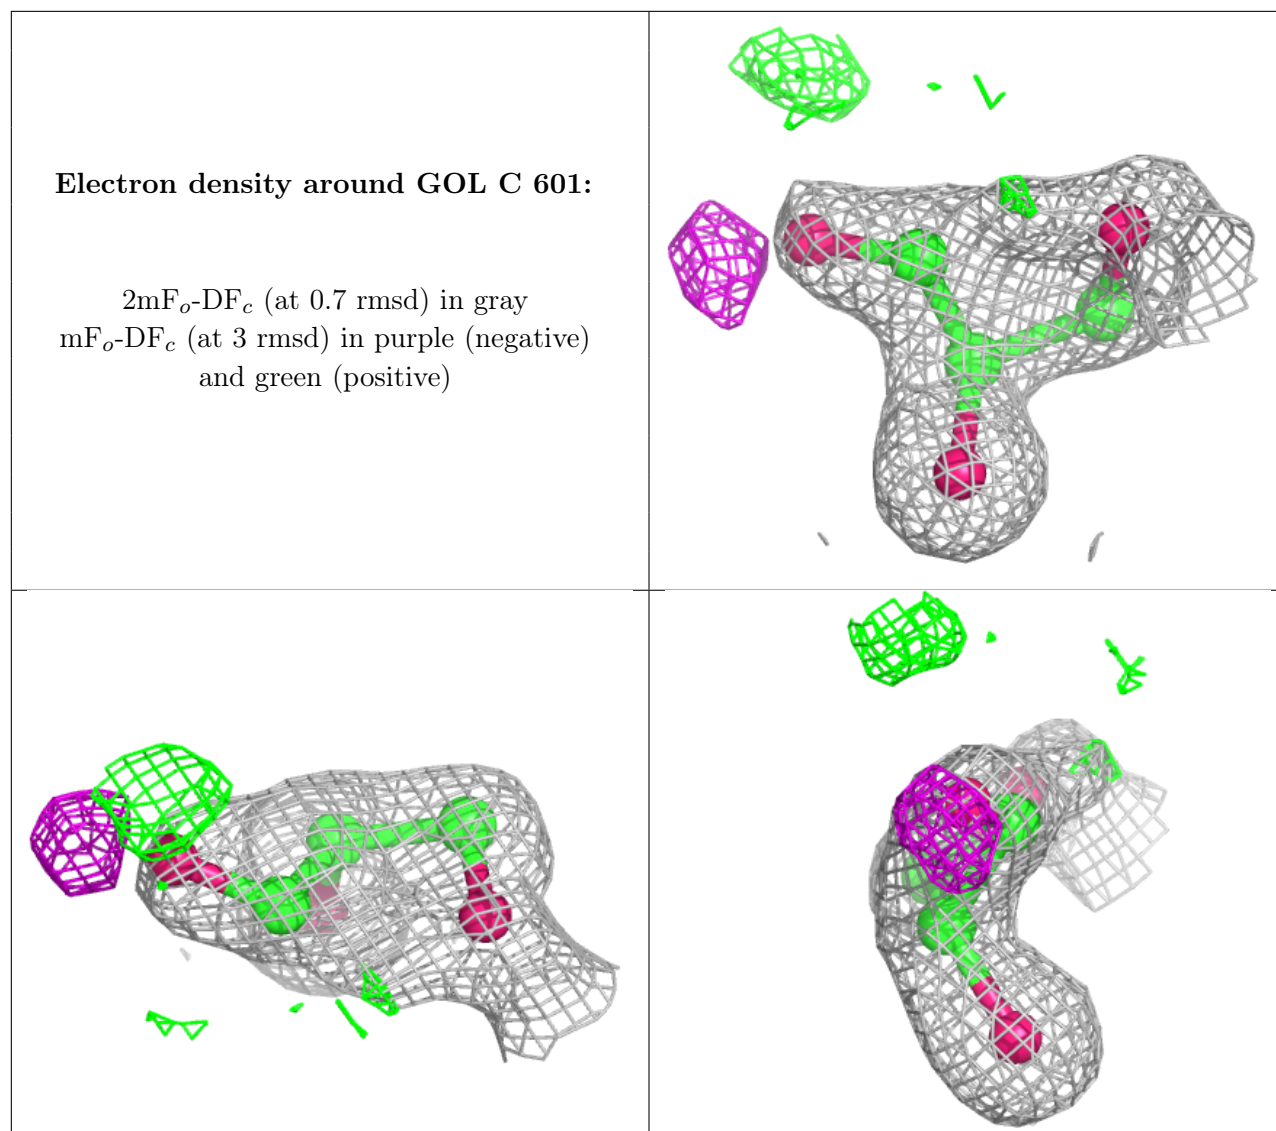 Electron density around GOL C 601:
2mFo-DFc (at 0.7 rmsd) in gray
mFo-DFc (at 3 rmsd) in purple (negative)
and green (positive)